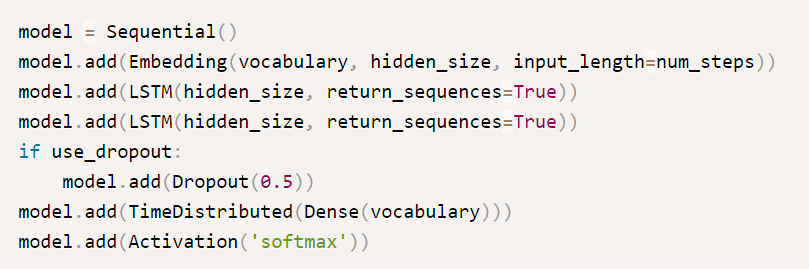 model = Sequential()
model.add(Embedding(vocabulary, hidden_size, input_length=num_steps))
model.add(LSTM(hidden_size, return_sequences=True))
model.add(LSTM(hidden_size, return_sequences=True))
if use_dropout:
    model.add(Dropout(0.5))
model.add(TimeDistributed(Dense(vocabulary)))
model.add(Activation('softmax'))